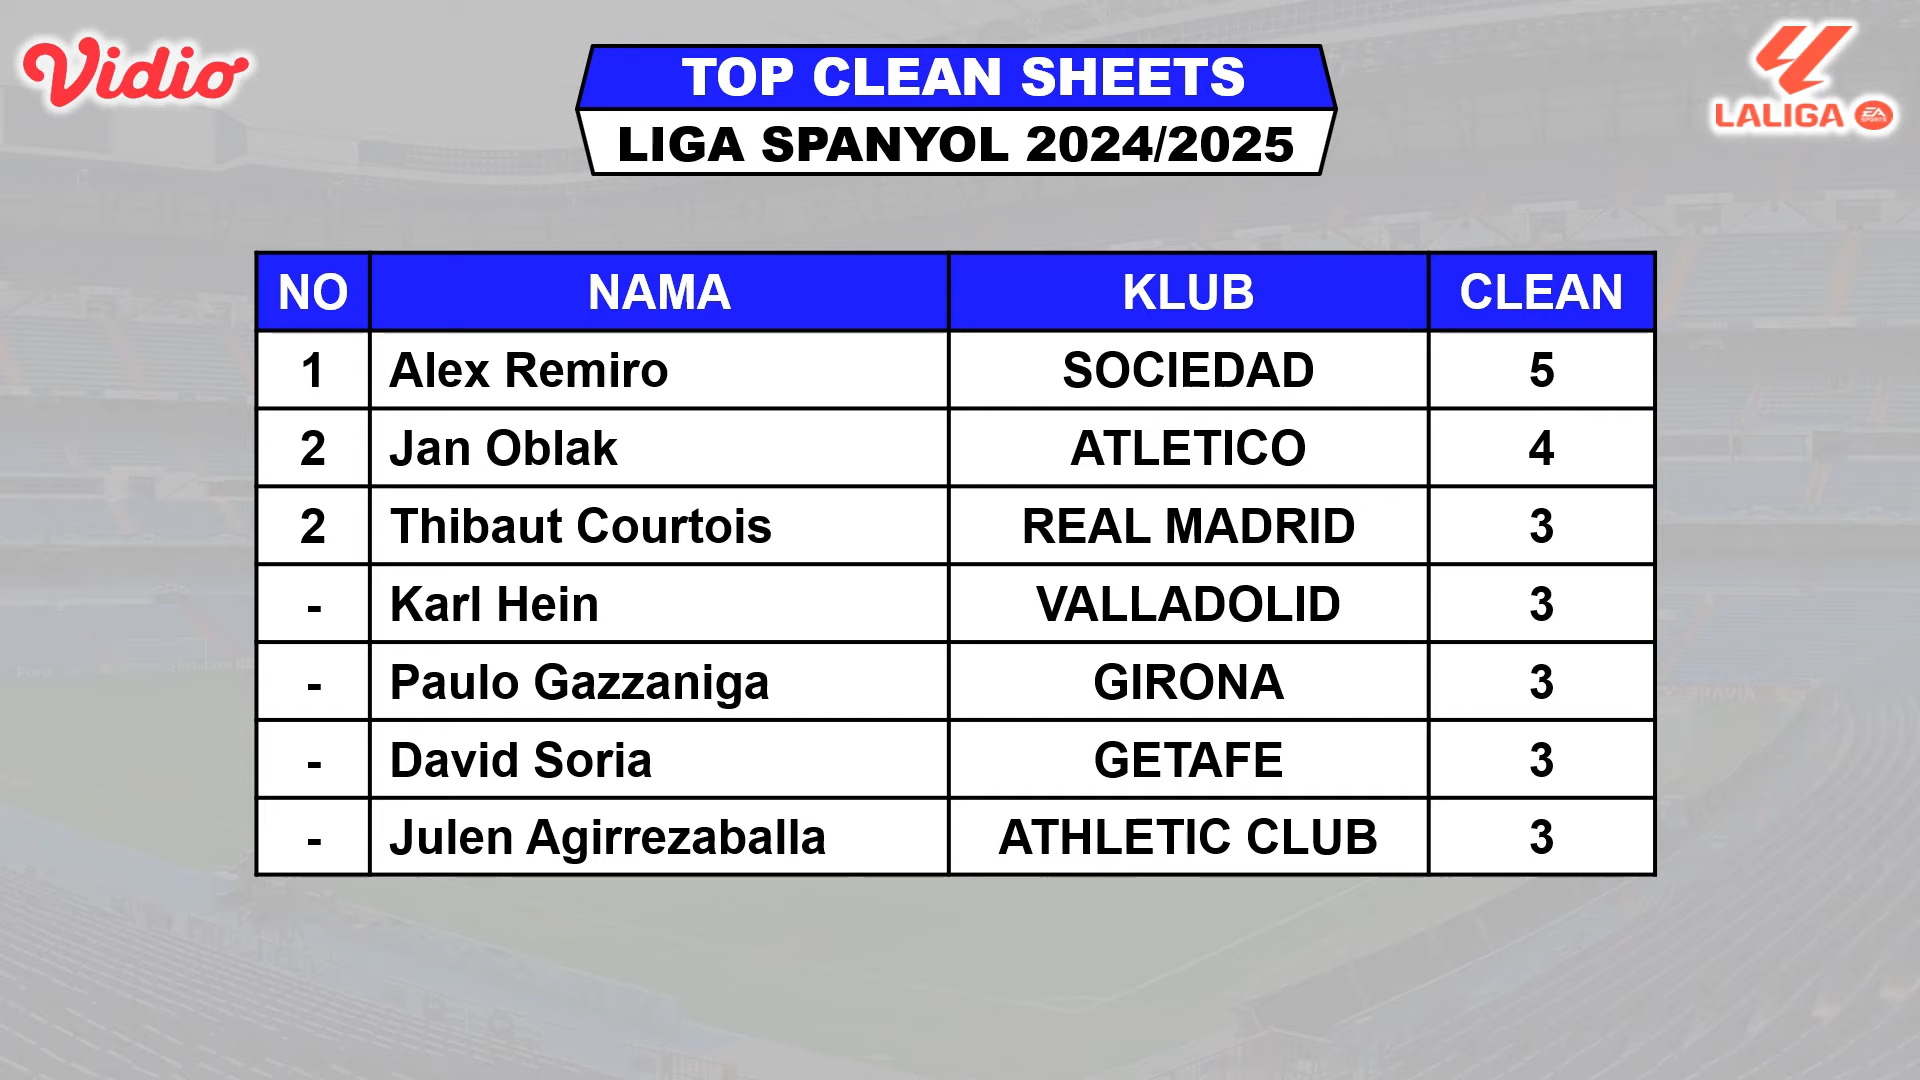 Vidio
TOP CLEAN SHEETS
LIGA SPANYOL 2024/2025
LALIGA EA SPORTS
NO NAMA KLUB CLEAN
1 Alex Remiro SOCIEDAD 5
2 Jan Oblak ATLETICO 4
2 Thibaut Courtois REAL MADRID 3
- Karl Hein VALLADOLID 3
- Paulo Gazzaniga GIRONA 3
- David Soria GETAFE 3
- Julen Agirrezaballa ATHLETIC CLUB 3